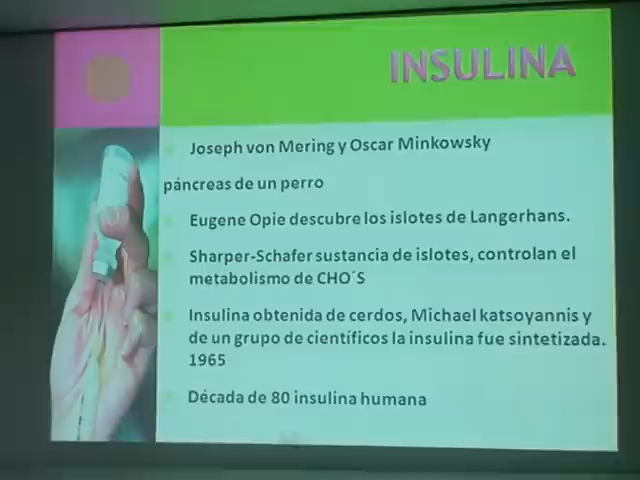 INSULINA
Joseph von Mering y Oscar Minkowsky
páncreas de un perro
Eugene Opie descubre los islotes de Langerhans.
Sharper-Schafer sustancia de islotes, controlan el
metabolismo de CHO´S
Insulina obtenida de cerdos, Michael katsoyannis y
de un grupo de científicos la insulina fue sintetizada.
1965
Década de 80 insulina humana